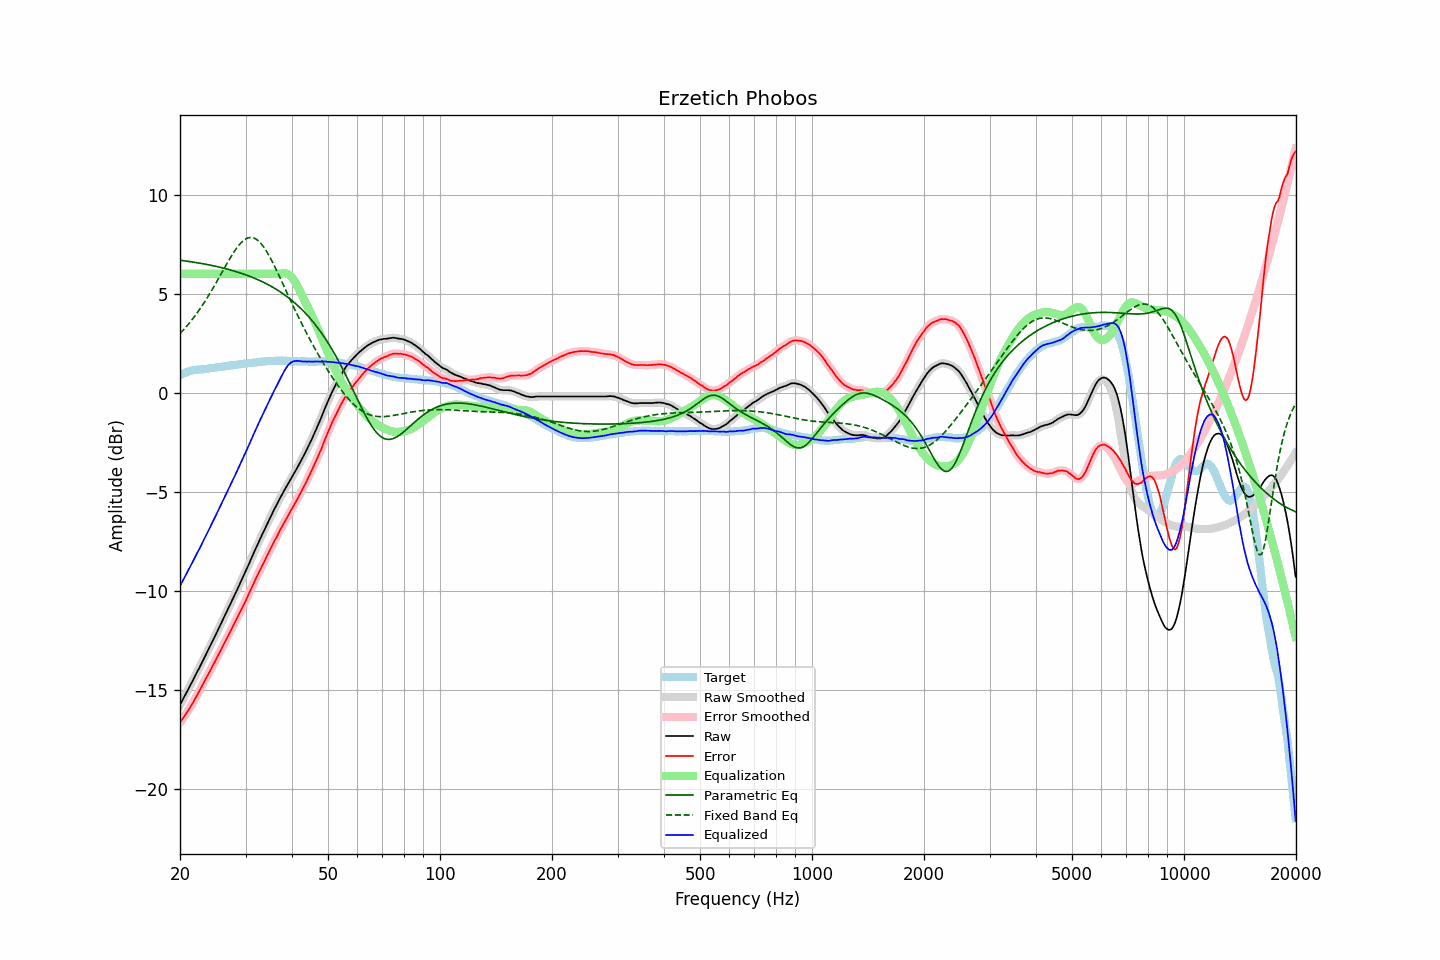 Erzetich Phobos
Amplitude (dBr)
10
5
0
−5
−10
−15
−20
Target
Raw Smoothed
Error Smoothed
Raw
Error
Equalization
Parametric Eq
Fixed Band Eq
Equalized
20 50 100 200 500 1000 2000 5000 10000 20000
Frequency (Hz)